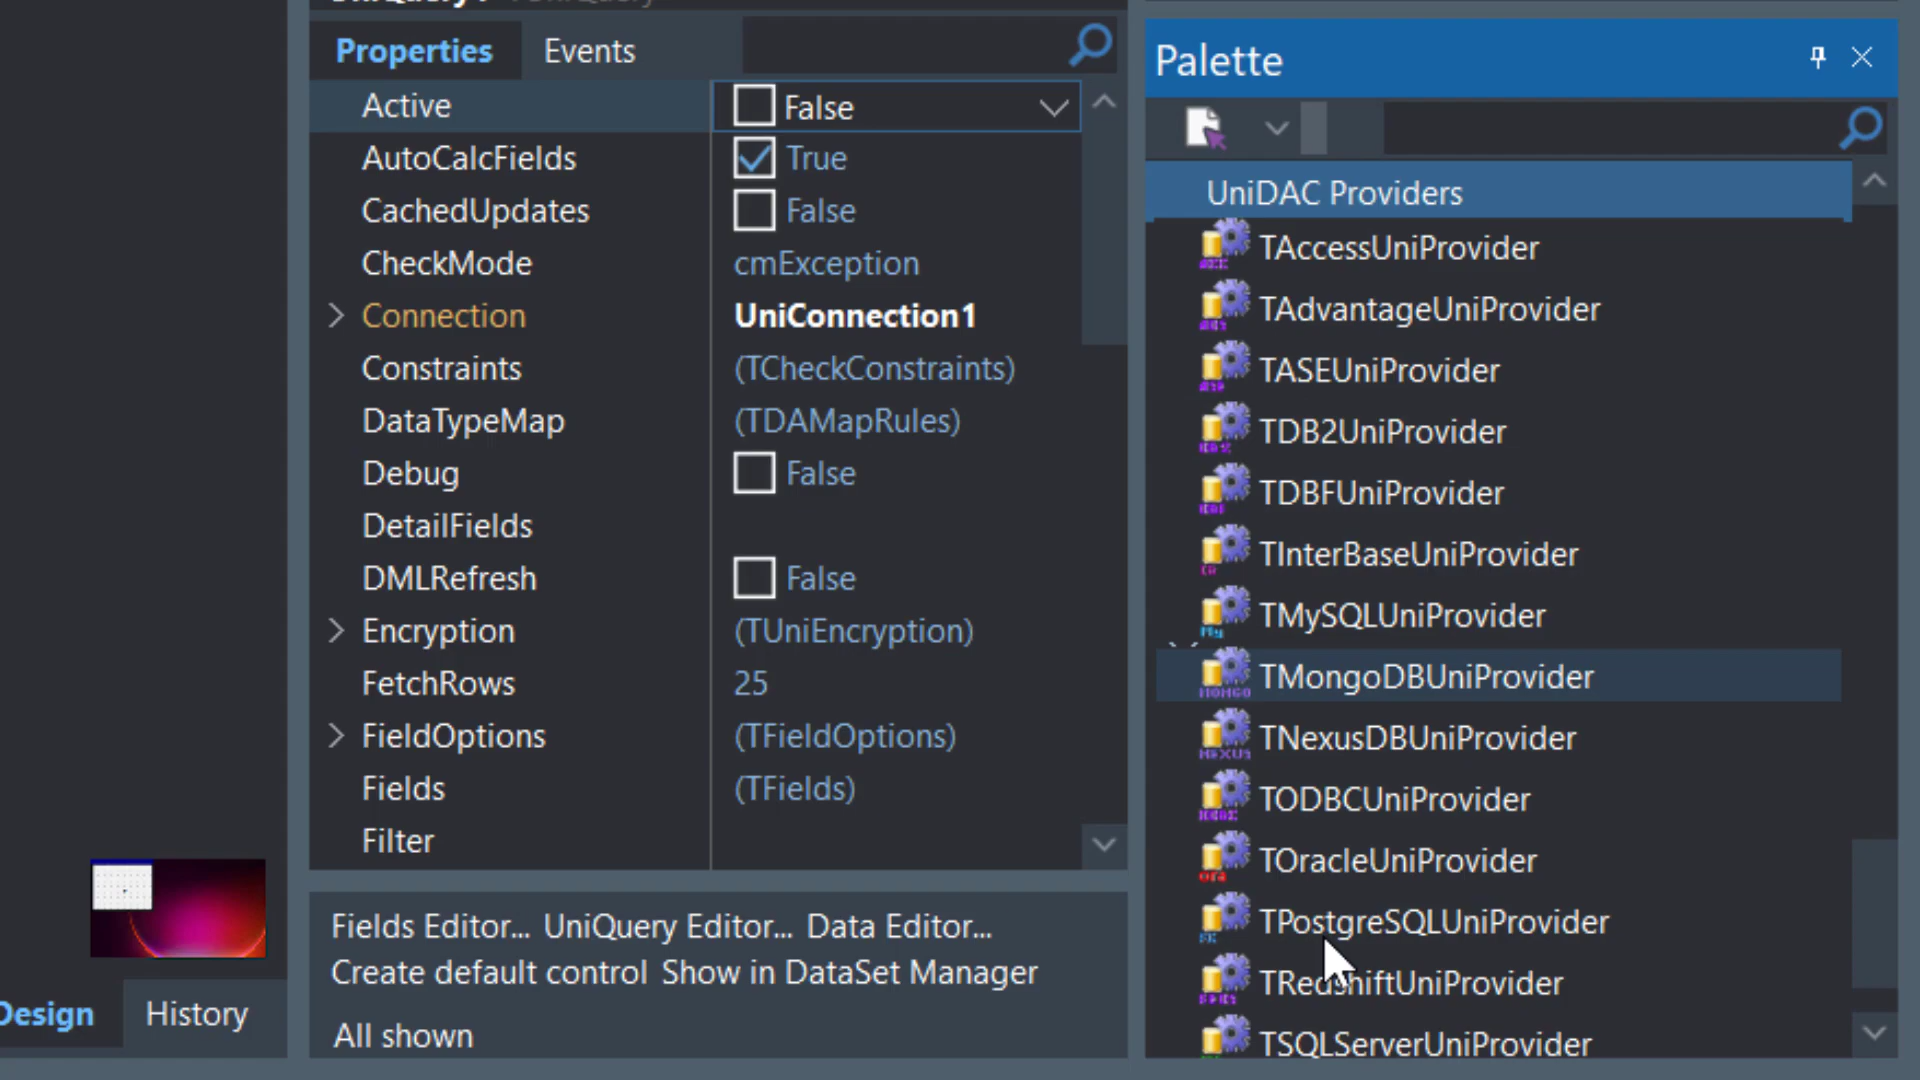 Properties Events
Active False
AutoCalcFields True
CachedUpdates False
CheckMode cmException
Connection UniConnection1
Constraints (TCheckConstraints)
DataTypeMap (TDAMapRules)
Debug False
DetailFields
DMLRefresh False
Encryption (TUniEncryption)
FetchRows 25
FieldOptions (TFieldOptions)
Fields (TFields)
Filter
Fields Editor... UniQuery Editor... Data Editor...
Create default control Show in DataSet Manager
All shown
Design History
Palette
UniDAC Providers
TAccessUniProvider
TAdvantageUniProvider
TASEUniProvider
TDB2UniProvider
TDBFUniProvider
TInterBaseUniProvider
TMySQLUniProvider
TMongoDBUniProvider
TNexusDBUniProvider
TODBCUniProvider
TOracleUniProvider
TPostgreSQLUniProvider
TRedshiftUniProvider
TSQLServerUniProvider